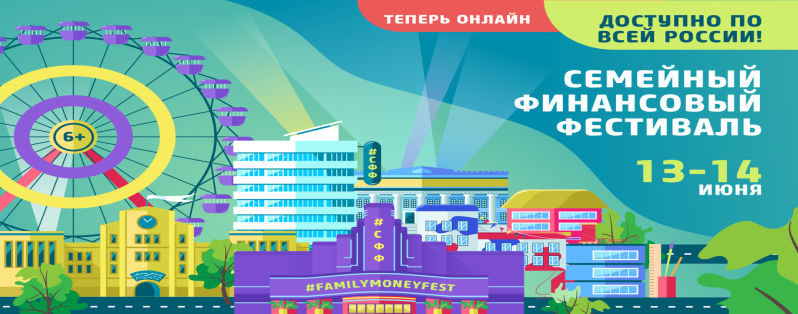 ТЕПЕРЬ ОНЛАЙН
ДОСТУПНО ПО
ВСЕЙ РОССИИ!
СЕМЕЙНЫЙ
ФИНАНСОВЫЙ
ФЕСТИВАЛЬ
13-14
ИЮНЯ
6+
#СФФ
#СФФ
#FAMILYMONEYFEST